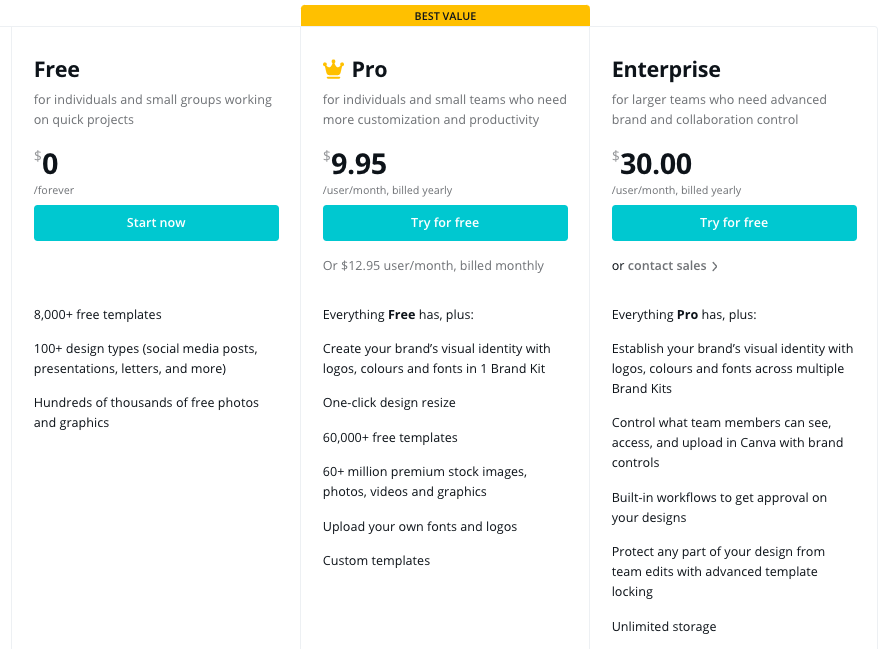 BEST VALUE
Free
for individuals and small groups working
on quick projects
$0
/forever
Start now
8,000+ free templates
100+ design types (social media posts,
presentations, letters, and more)
Hundreds of thousands of free photos
and graphics
Pro
for individuals and small teams who need
more customization and productivity
$9.95
/user/month, billed yearly
Try for free
Or $12.95 user/month, billed monthly
Everything Free has, plus:
Create your brand’s visual identity with
logos, colours and fonts in 1 Brand Kit
One-click design resize
60,000+ free templates
60+ million premium stock images,
photos, videos and graphics
Upload your own fonts and logos
Custom templates
Enterprise
for larger teams who need advanced
brand and collaboration control
$30.00
/user/month, billed yearly
Try for free
or contact sales
Everything Pro has, plus:
Establish your brand’s visual identity with
logos, colours and fonts across multiple
Brand Kits
Control what team members can see,
access, and upload in Canva with brand
controls
Built-in workflows to get approval on
your designs
Protect any part of your design from
team edits with advanced template
locking
Unlimited storage